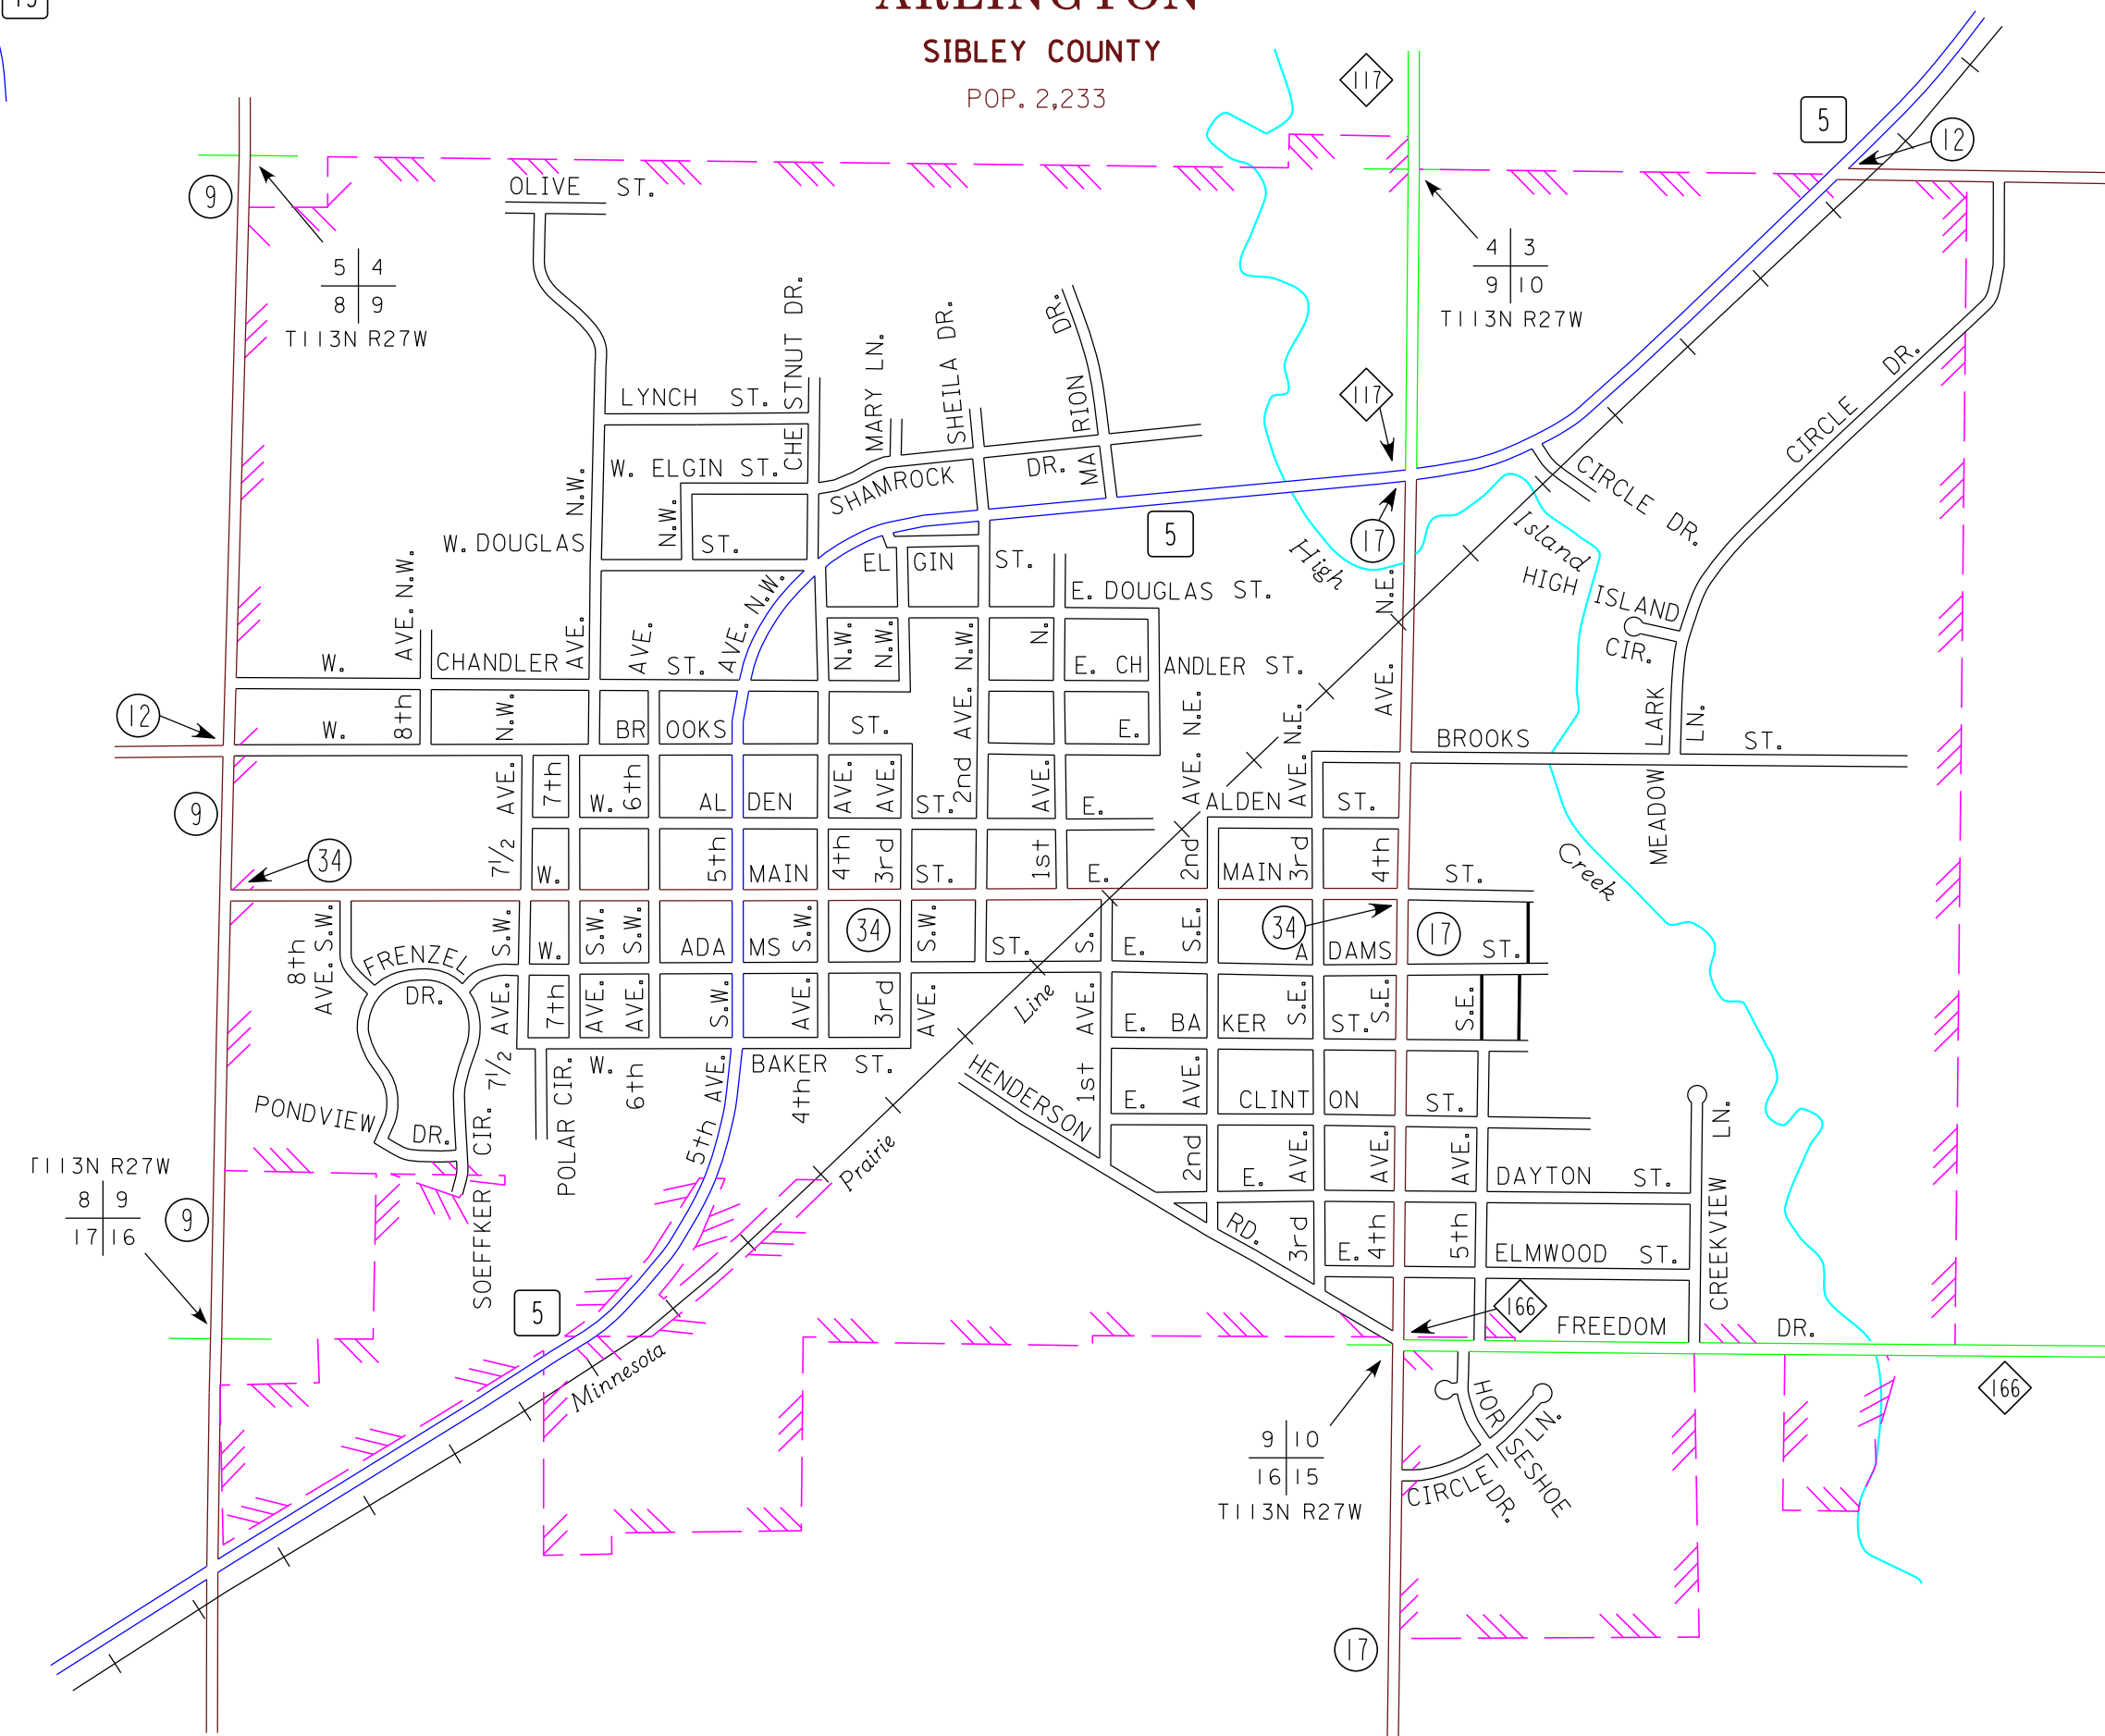 ARLINGTON
SIBLEY COUNTY
POP. 2,233
117
5
12
9
OLIVE ST.
5 4
8 9
T113N R27W
4 3
9 10
T113N R27W
CHESTNUT DR.
MARY LN.
SHEILA DR.
MARION DR.
LYNCH ST.
117
CIRCLE DR.
W. ELGIN ST.
SHAMROCK DR.
CIRCLE DR.
N.W.
N.W.
W. DOUGLAS ST.
5
17
High
Island
Creek
ELGIN ST.
E. DOUGLAS ST.
HIGH ISLAND CIR.
AVE. N.W.
AVE.
AVE.
AVE. N.W.
N.W.
N.W.
N.W.
N.
N.E.
AVE.
W. CHANDLER ST.
E. CHANDLER ST.
12
8th
N.W.
W. BROOKS ST.
E. BROOKS ST.
2nd AVE.
AVE. N.E.
AVE. N.E.
MEADOW LARK LN.
9
7 1/2 AVE.
7th
6th
W. ALDEN ST.
E. ALDEN ST.
AVE.
AVE.
AVE.
34
5th
4th
3rd
1st
2nd
3rd
4th
W. MAIN ST.
E. MAIN ST.
8th AVE. S.W.
FRENZEL DR.
S.W.
S.W.
S.W.
S.W.
S.W.
S.
S.E.
34
34
17
W. ADAMS ST.
E. ADAMS ST.
7 1/2 AVE.
7th
AVE.
AVE.
S.W.
AVE.
3rd
AVE.
1st AVE.
S.E.
S.E.
S.E.
E. BAKER ST.
W. BAKER ST.
Minnesota Prairie Line
HENDERSON RD.
POLAR CIR.
6th
5th AVE.
4th
AVE.
E. CLINTON ST.
PONDVIEW DR.
SOEFFKER CIR.
2nd
AVE.
AVE.
AVE.
E. DAYTON ST.
CREEKVIEW LN.
T113N R27W
8 9
17 16
9
3rd
4th
5th
E. ELMWOOD ST.
5
166
FREEDOM DR.
166
9 10
16 15
T113N R27W
HORSESHOE LN.
CIRCLE DR.
17